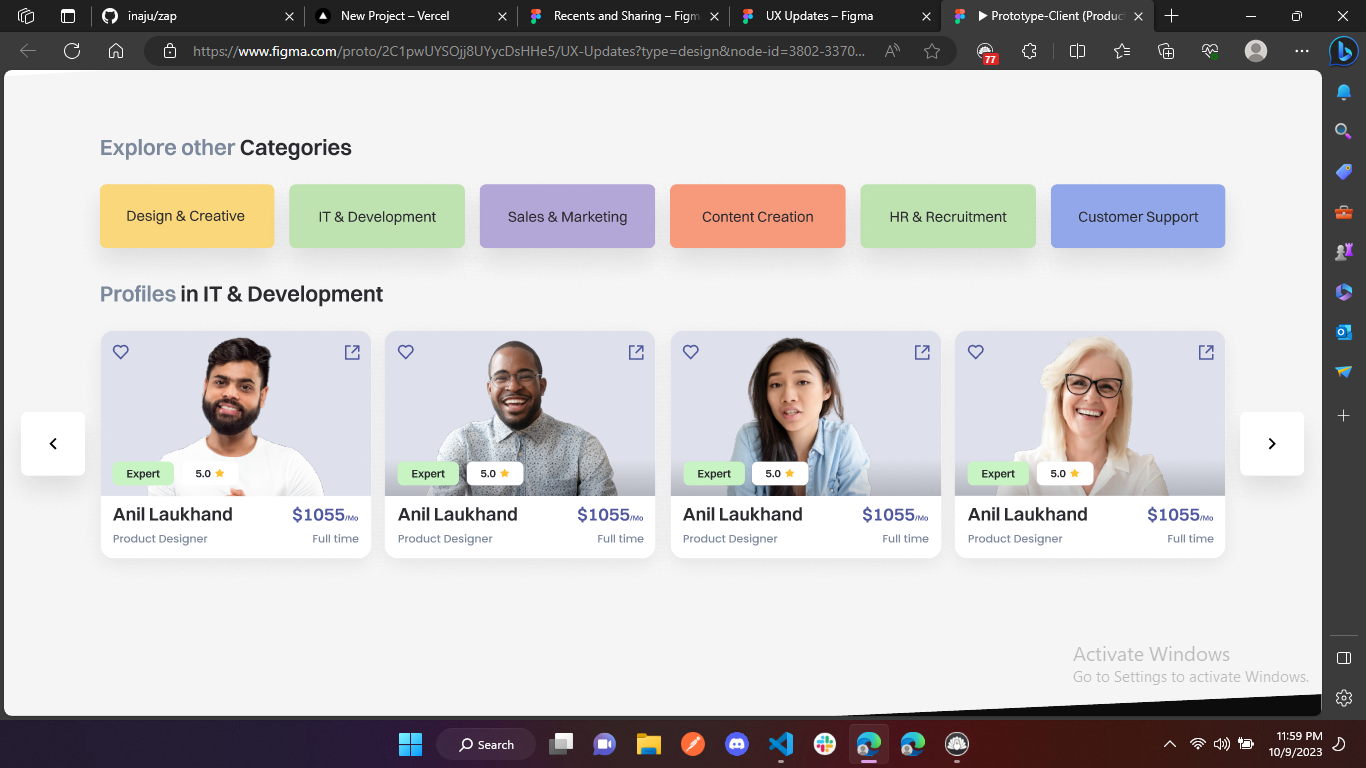 inaju/zap
New Project – Vercel
Recents and Sharing – Figm
UX Updates – Figma
Prototype-Client (Produc
https://www.figma.com/proto/2C1pwUYSOjj8UYycDsHHe5/UX-Updates?type=design&node-id=3802-3370...
77
Explore other Categories
Design & Creative
IT & Development
Sales & Marketing
Content Creation
HR & Recruitment
Customer Support
Profiles in IT & Development
Expert 5.0
Anil Laukhand $1055/Mo
Product Designer Full time
Expert 5.0
Anil Laukhand $1055/Mo
Product Designer Full time
Expert 5.0
Anil Laukhand $1055/Mo
Product Designer Full time
Expert 5.0
Anil Laukhand $1055/Mo
Product Designer Full time
Activate Windows
Go to Settings to activate Windows.
Search
11:59 PM
10/9/2023